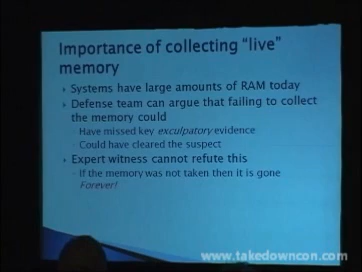 Importance of collecting “live”
memory
Systems have large amounts of RAM today
Defense team can argue that failing to collect
the memory could
Have missed key exculpatory evidence
Could have cleared the suspect
Expert witness cannot refute this
If the memory was not taken then it is gone
Forever!
www.takedowncon.com